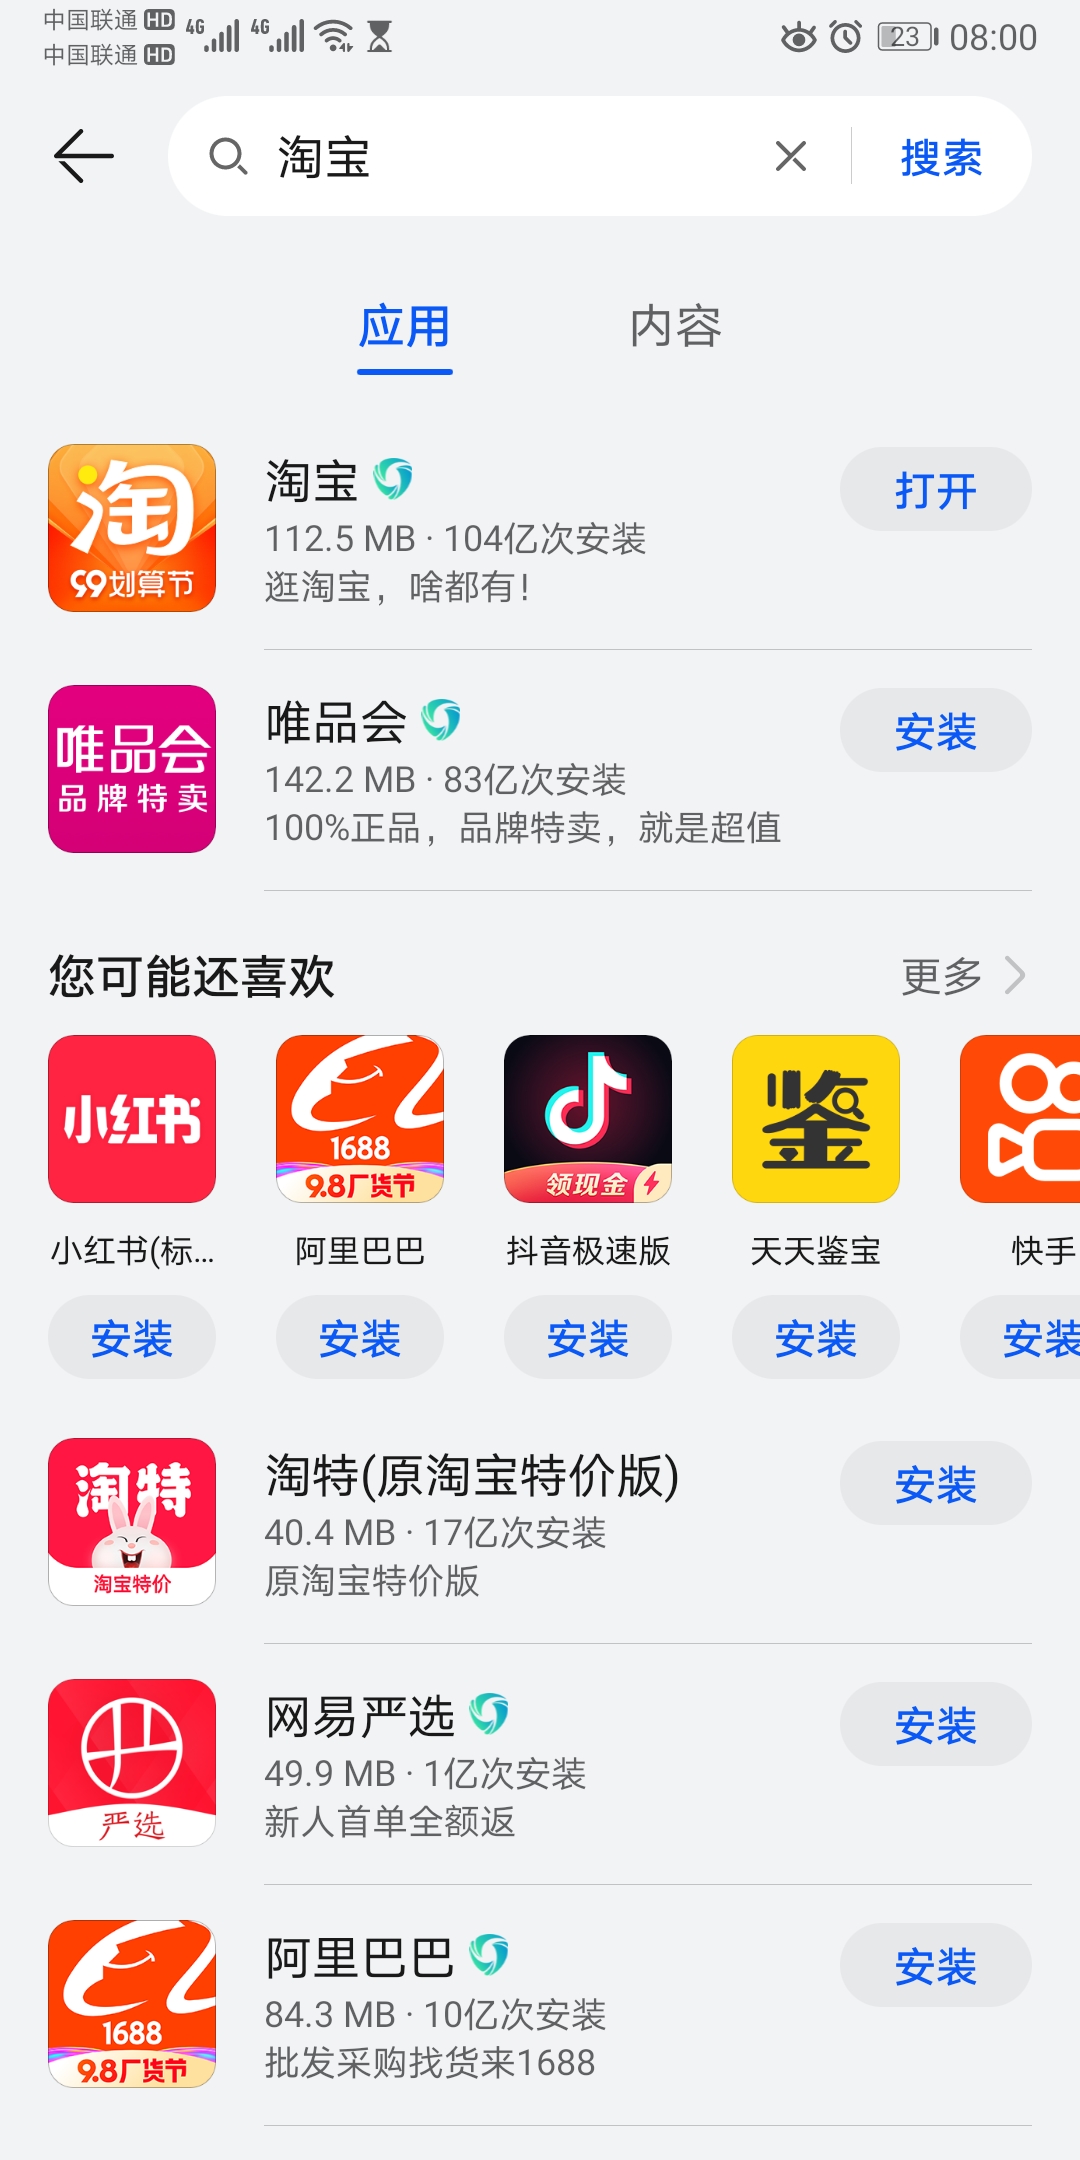 中国联通 HD 4G 4G 23 08:00
中国联通 HD
淘宝 搜索
应用 内容
淘 99划算节
淘宝 打开
112.5 MB · 104亿次安装
逛淘宝，啥都有！
唯品会 品牌特卖
唯品会 安装
142.2 MB · 83亿次安装
100%正品，品牌特卖，就是超值
您可能还喜欢 更多
小红书
1688 9.8厂货节
领现金
鉴
小红书(标... 阿里巴巴 抖音极速版 天天鉴宝 快手
安装 安装 安装 安装 安装
淘特 淘宝特价
淘特(原淘宝特价版) 安装
40.4 MB · 17亿次安装
原淘宝特价版
严选
网易严选 安装
49.9 MB · 1亿次安装
新人首单全额返
1688 9.8厂货节
阿里巴巴 安装
84.3 MB · 10亿次安装
批发采购找货来1688